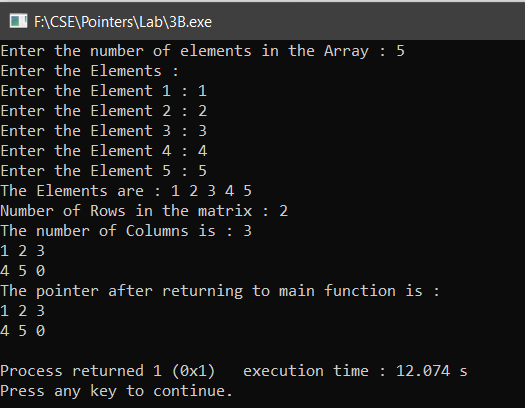 F:\CSE\Pointers\Lab\3B.exe
Enter the number of elements in the Array : 5
Enter the Elements :
Enter the Element 1 : 1
Enter the Element 2 : 2
Enter the Element 3 : 3
Enter the Element 4 : 4
Enter the Element 5 : 5
The Elements are : 1 2 3 4 5
Number of Rows in the matrix : 2
The number of Columns is : 3
1 2 3
4 5 0
The pointer after returning to main function is :
1 2 3
4 5 0
Process returned 1 (0x1)   execution time : 12.074 s
Press any key to continue.